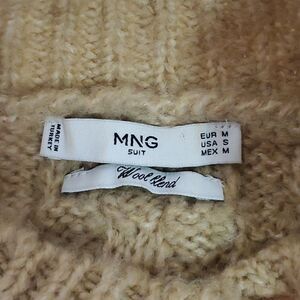 MADE IN
TURKEY
MNG
SUIT
EUR M
USA S
MEX M
Wool blend